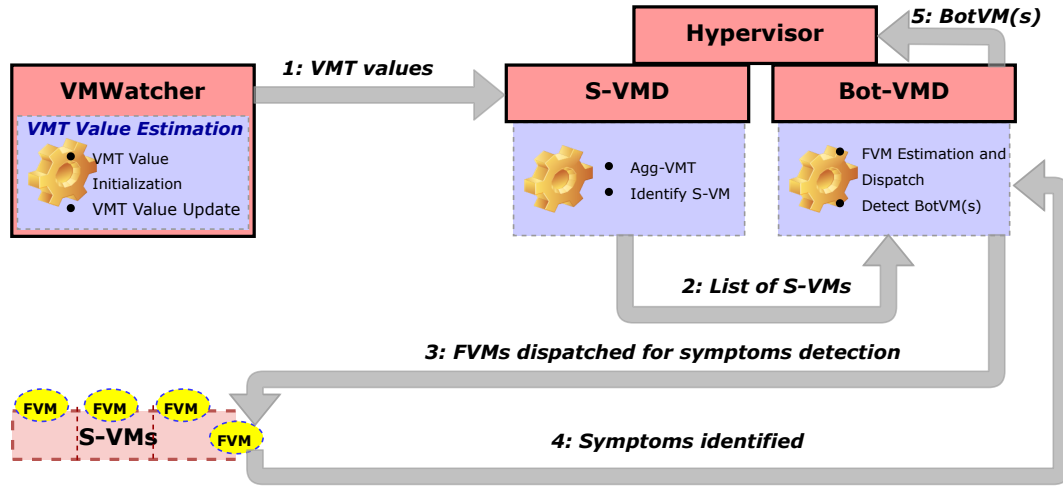 5: BotVM(s)
Hypervisor
1: VMT values
VMWatcher
S-VMD
Bot-VMD
VMT Value Estimation
• VMT Value
Initialization
• VMT Value Update
• Agg-VMT
• Identify S-VM
• FVM Estimation and
Dispatch
• Detect BotVM(s)
2: List of S-VMs
3: FVMs dispatched for symptoms detection
FVM
FVM
FVM
S-VMs
FVM
4: Symptoms identified